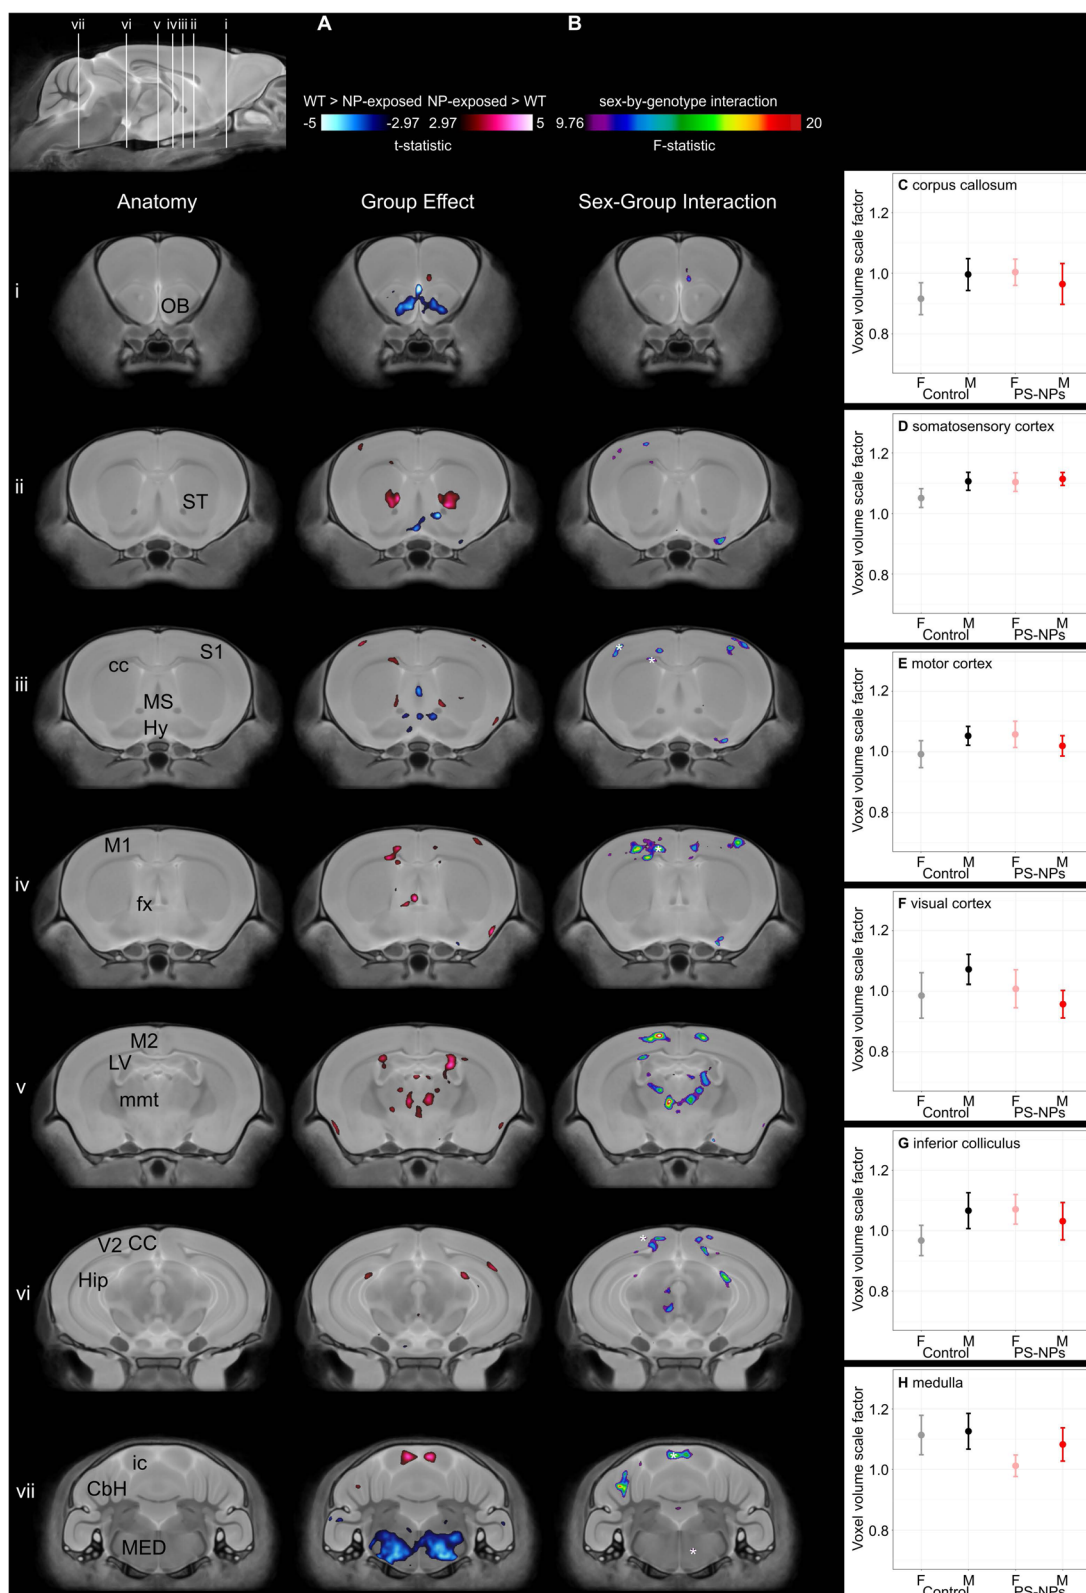 vii vi v iv iii ii i
A
B
WT > NP-exposed NP-exposed > WT
-5 -2.97 2.97 5
t-statistic
sex-by-genotype interaction
9.76 20
F-statistic
Anatomy
Group Effect
Sex-Group Interaction
i
OB
ii
ST
iii
cc
S1
MS
Hy
iv
M1
fx
v
M2
LV
mmt
vi
V2 CC
Hip
vii
ic
CbH
MED
*
*
*
*
*
*
C corpus callosum
Voxel volume scale factor
1.2
1.0
0.8
F M F M
Control PS-NPs
D somatosensory cortex
Voxel volume scale factor
1.2
1.0
0.8
F M F M
Control PS-NPs
E motor cortex
Voxel volume scale factor
1.2
1.0
0.8
F M F M
Control PS-NPs
F visual cortex
Voxel volume scale factor
1.2
1.0
0.8
F M F M
Control PS-NPs
G inferior colliculus
Voxel volume scale factor
1.2
1.0
0.8
F M F M
Control PS-NPs
H medulla
Voxel volume scale factor
1.2
1.0
0.8
F M F M
Control PS-NPs